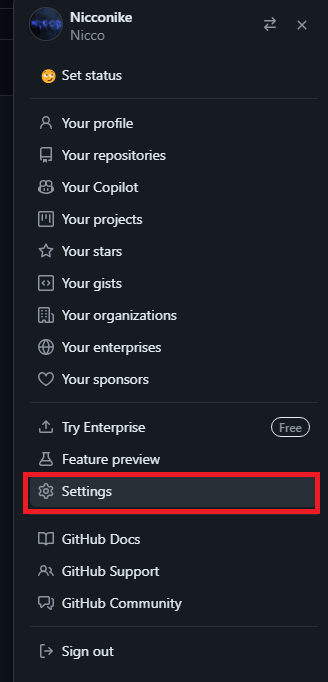 Nicconike
Nicco
Set status
Your profile
Your repositories
Your Copilot
Your projects
Your stars
Your gists
Your organizations
Your enterprises
Your sponsors
Try Enterprise Free
Feature preview
Settings
GitHub Docs
GitHub Support
GitHub Community
Sign out